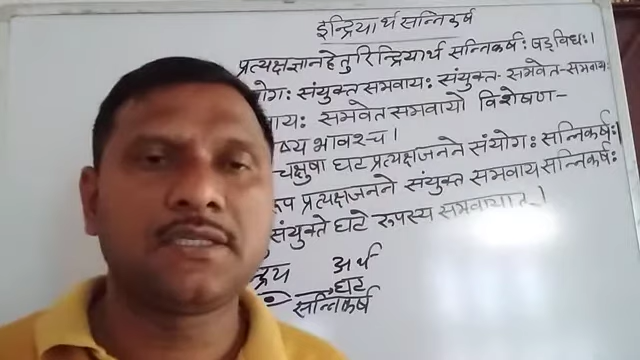 इन्द्रियार्थ सन्निकर्ष
प्रत्यक्षज्ञानहेतुरिन्द्रियार्थ सन्निकर्षः षड्विधः।
योगः संयुक्तसमवायः संयुक्त-समवेत-समवायः
वायः समवेतसमवायो विशेषण-
ष्य भावश्च।
चक्षुषा घट प्रत्यक्षजनने संयोगः सन्निकर्षः।
रूप प्रत्यक्षजनने संयुक्त समवाय सन्निकर्षः
संयुक्ते घटे रूपस्य समवायात्।
न्द्रिय अर्थ
घट
सन्निकर्ष